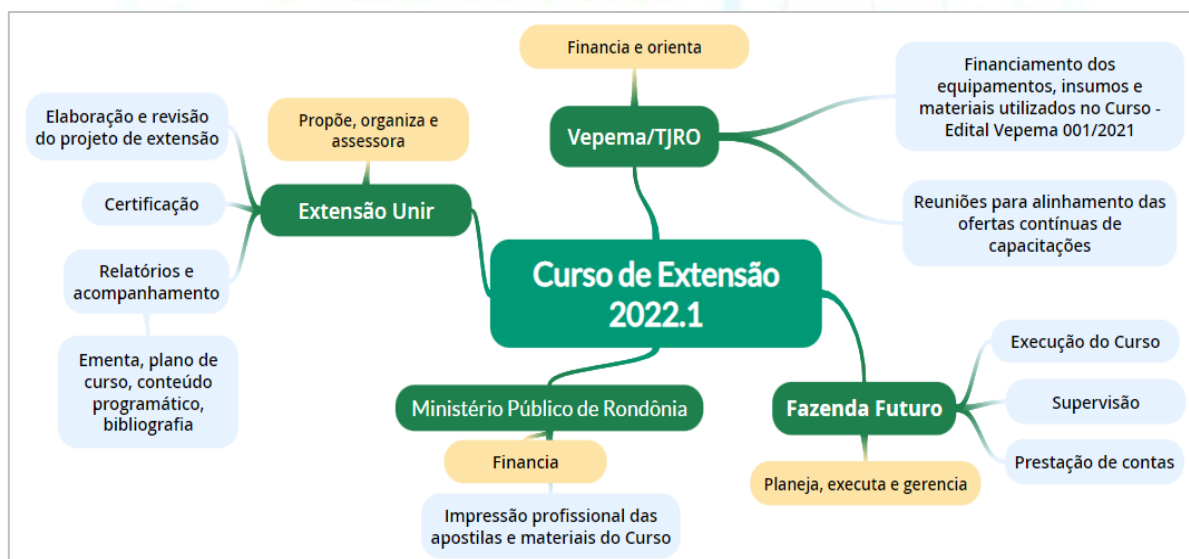 Financia e orienta
Vepema/TJRO
Financiamento dos
equipamentos, insumos e
materiais utilizados no Curso -
Edital Vepema 001/2021
Reuniões para alinhamento das
ofertas contínuas de
capacitações
Elaboração e revisão
do projeto de extensão
Propõe, organiza e
assessora
Certificação
Extensão Unir
Relatórios e
acompanhamento
Ementa, plano de
curso, conteúdo
programático,
bibliografia
Curso de Extensão
2022.1
Ministério Público de Rondônia
Financia
Impressão profissional das
apostilas e materiais do Curso
Fazenda Futuro
Planeja, executa e gerencia
Execução do Curso
Supervisão
Prestação de contas